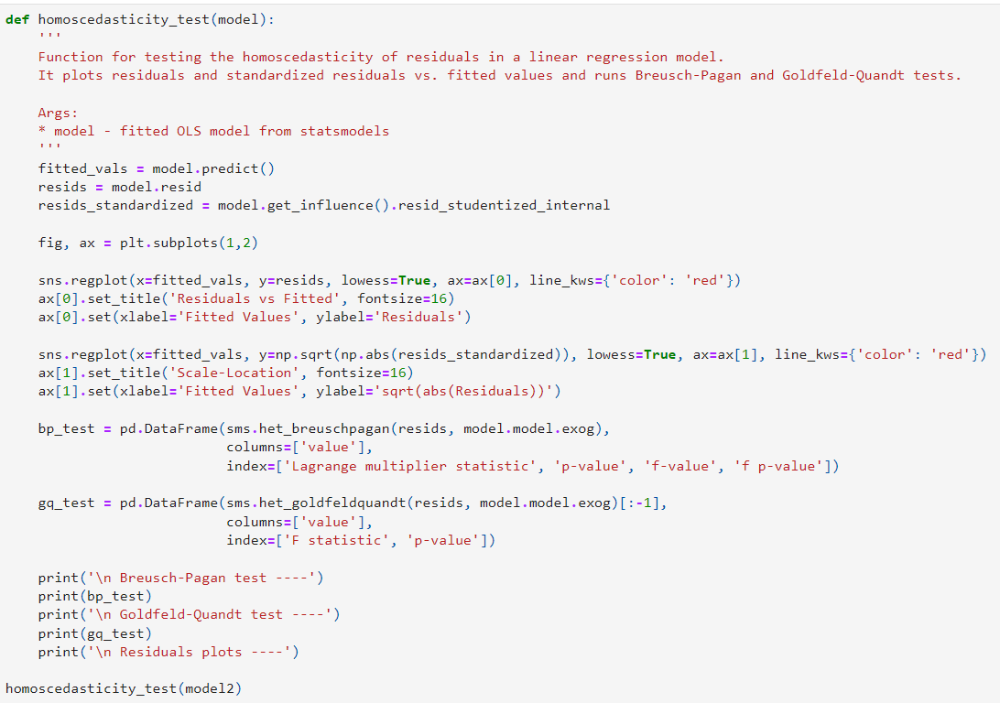 def homoscedasticity_test(model):
    '''
    Function for testing the homoscedasticity of residuals in a linear regression model.
    It plots residuals and standardized residuals vs. fitted values and runs Breusch-Pagan and Goldfeld-Quandt tests.

    Args:
    * model - fitted OLS model from statsmodels
    '''
    fitted_vals = model.predict()
    resids = model.resid
    resids_standardized = model.get_influence().resid_studentized_internal

    fig, ax = plt.subplots(1,2)

    sns.regplot(x=fitted_vals, y=resids, lowess=True, ax=ax[0], line_kws={'color': 'red'})
    ax[0].set_title('Residuals vs Fitted', fontsize=16)
    ax[0].set(xlabel='Fitted Values', ylabel='Residuals')

    sns.regplot(x=fitted_vals, y=np.sqrt(np.abs(resids_standardized)), lowess=True, ax=ax[1], line_kws={'color': 'red'})
    ax[1].set_title('Scale-Location', fontsize=16)
    ax[1].set(xlabel='Fitted Values', ylabel='sqrt(abs(Residuals))')

    bp_test = pd.DataFrame(sms.het_breuschpagan(resids, model.model.exog),
                           columns=['value'],
                           index=['Lagrange multiplier statistic', 'p-value', 'f-value', 'f p-value'])

    gq_test = pd.DataFrame(sms.het_goldfeldquandt(resids, model.model.exog)[:-1],
                           columns=['value'],
                           index=['F statistic', 'p-value'])

    print('\n Breusch-Pagan test ----')
    print(bp_test)
    print('\n Goldfeld-Quandt test ----')
    print(gq_test)
    print('\n Residuals plots ----')

homoscedasticity_test(model2)